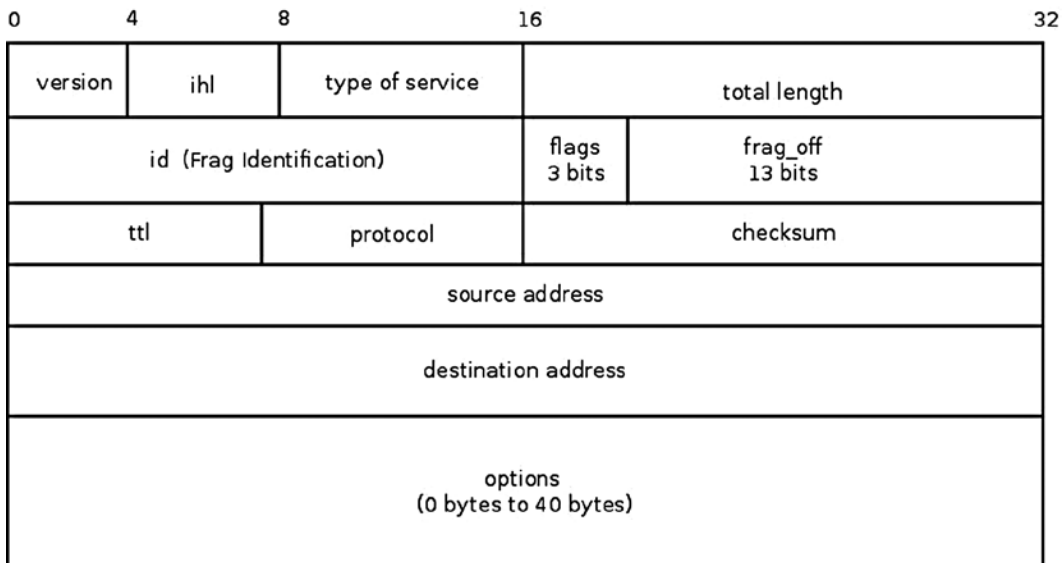 0 4 8 16 32
version ihl type of service total length
id (Frag Identification) flags 3 bits frag_off 13 bits
ttl protocol checksum
source address
destination address
options
(0 bytes to 40 bytes)